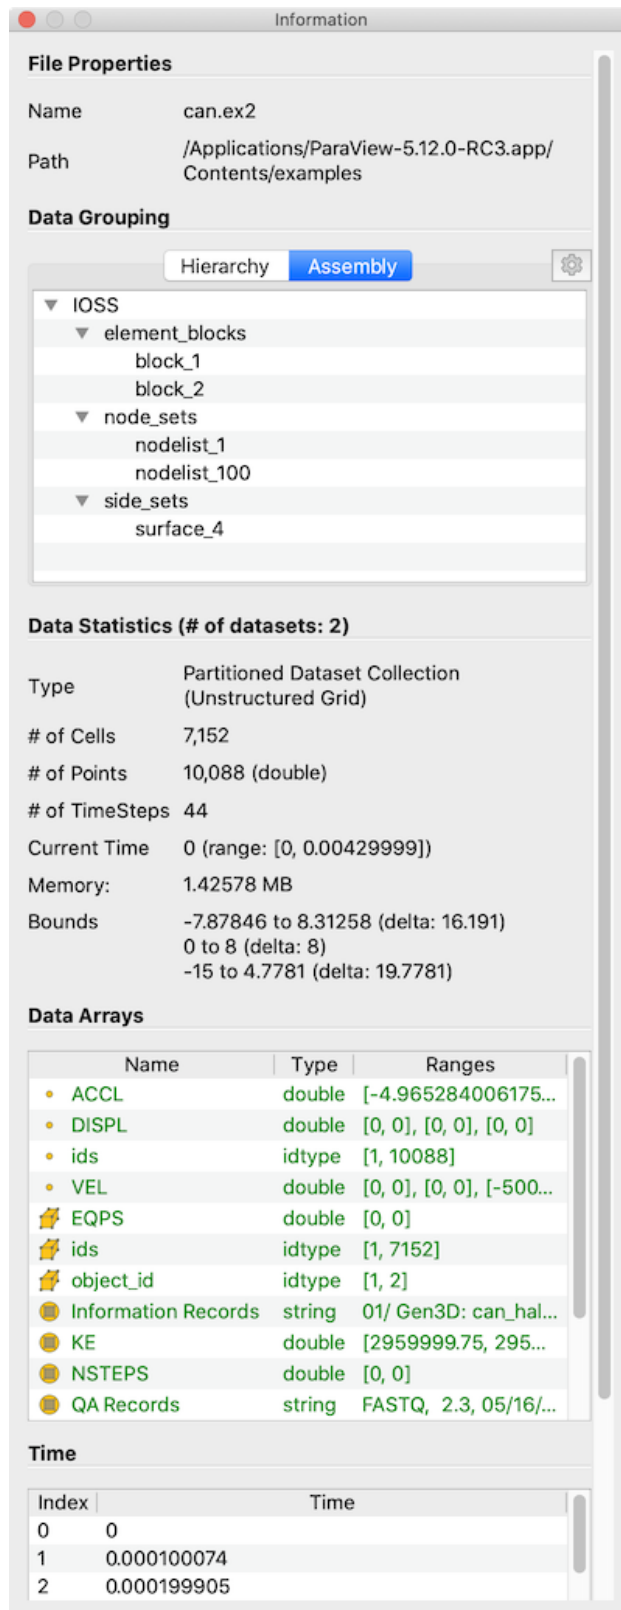 Information
File Properties
Name can.ex2
Path /Applications/ParaView-5.12.0-RC3.app/
Contents/examples
Data Grouping
Hierarchy Assembly
IOSS
element_blocks
block_1
block_2
node_sets
nodelist_1
nodelist_100
side_sets
surface_4
Data Statistics (# of datasets: 2)
Type Partitioned Dataset Collection
(Unstructured Grid)
# of Cells 7,152
# of Points 10,088 (double)
# of TimeSteps 44
Current Time 0 (range: [0, 0.00429999])
Memory: 1.42578 MB
Bounds -7.87846 to 8.31258 (delta: 16.191)
0 to 8 (delta: 8)
-15 to 4.7781 (delta: 19.7781)
Data Arrays
Name Type Ranges
ACCL double [-4.965284006175...
DISPL double [0, 0], [0, 0], [0, 0]
ids idtype [1, 10088]
VEL double [0, 0], [0, 0], [-500...
EQPS double [0, 0]
ids idtype [1, 7152]
object_id idtype [1, 2]
Information Records string 01/ Gen3D: can_hal...
KE double [2959999.75, 295...
NSTEPS double [0, 0]
QA Records string FASTQ, 2.3, 05/16/...
Time
Index Time
0 0
1 0.000100074
2 0.000199905